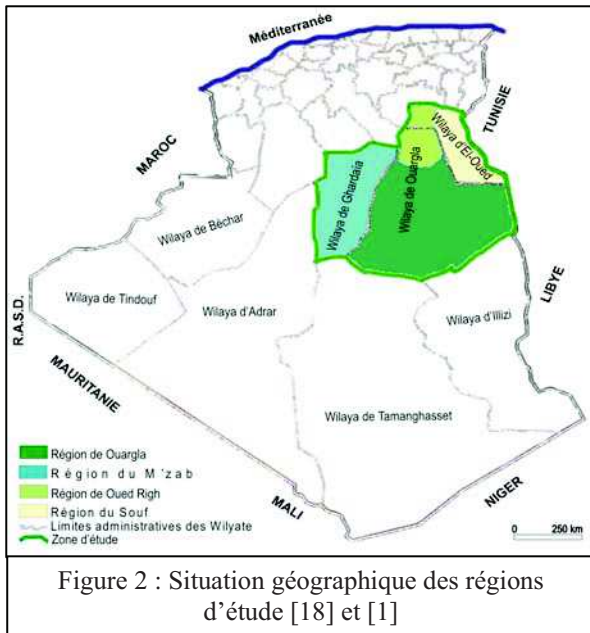 Méditerranée
TUNISIE
MAROC
Wilaya d'El-Oued
Wilaya de Ouargla
Wilaya de Ghardaïa
Wilaya de Béchar
LIBYE
Wilaya de Tindouf
Wilaya d'Adrar
Wilaya d'Illizi
R.A.S.D.
MAURITANIE
Wilaya de Tamanghasset
MALI
NIGER
Région de Ouargla
Région du M'zab
Région de Oued Righ
Région du Souf
Limites administratives des Wilyate
Zone d'étude
0 250 km
Figure 2 : Situation géographique des régions
d'étude [18] et [1]